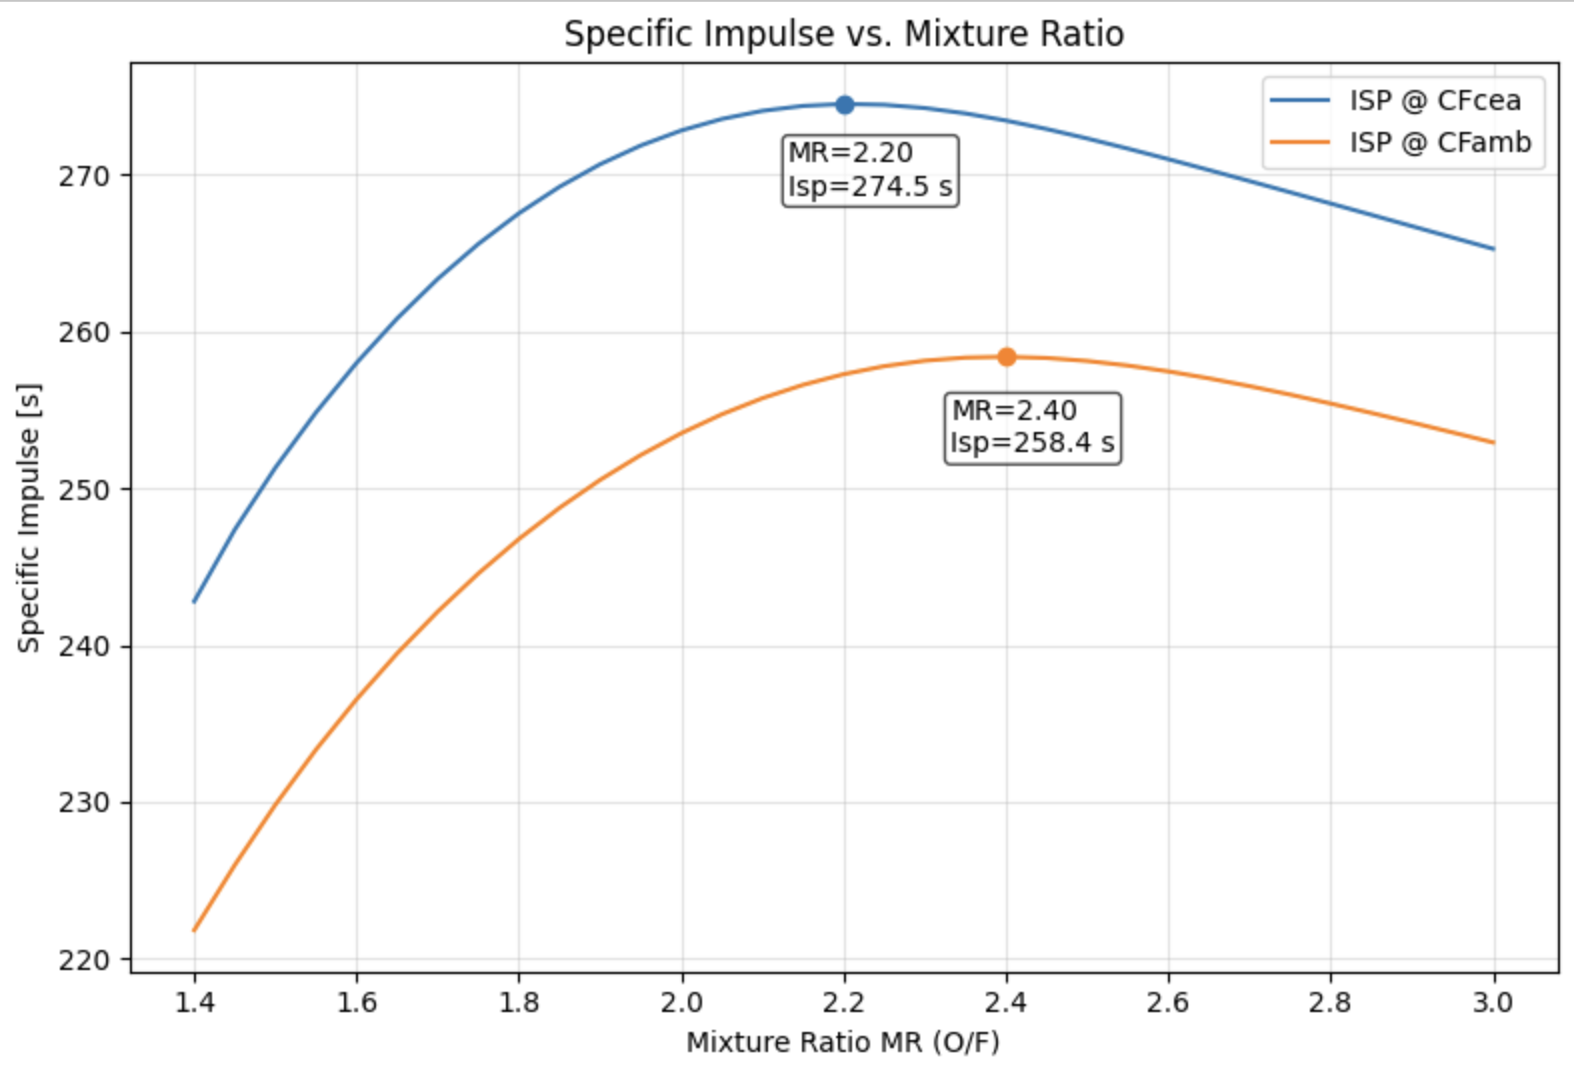 Specific Impulse vs. Mixture Ratio
ISP @ CFcea
ISP @ CFamb
MR=2.20
Isp=274.5 s
MR=2.40
Isp=258.4 s
Specific Impulse [s]
270
260
250
240
230
220
1.4 1.6 1.8 2.0 2.2 2.4 2.6 2.8 3.0
Mixture Ratio MR (O/F)